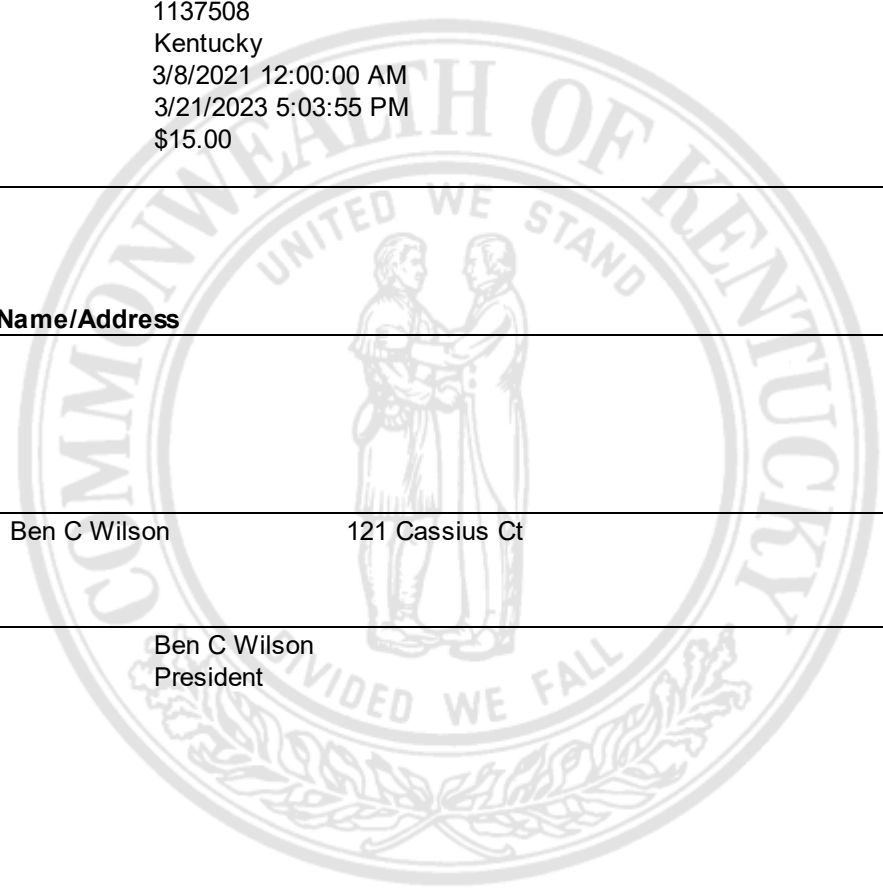 1137508
Kentucky
3/8/2021 12:00:00 AM
3/21/2023 5:03:55 PM
$15.00
COMMONWEALTH OF KENTUCKY
UNITED WE STAND
Name/Address
Ben C Wilson 121 Cassius Ct
Ben C Wilson
President
DIVIDED WE FALL